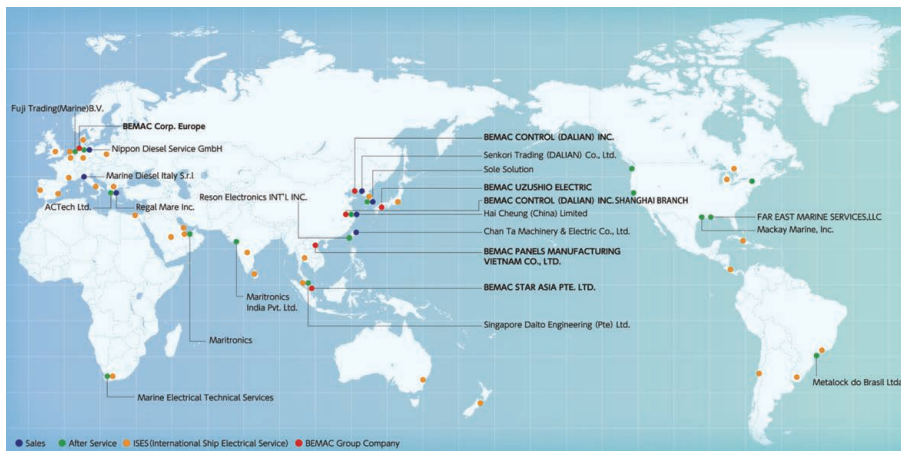 Fuji Trading(Marine)B.V.
BEMAC Corp. Europe
Nippon Diesel Service GmbH
Marine Diesel Italy S.r.l
ACTech Ltd.
Regal Mare Inc.
Reson Electronics INT'L INC.
Maritronics
India Pvt. Ltd.
Maritronics
Marine Electrical Technical Services
BEMAC CONTROL (DALIAN) INC.
Senkori Trading (DALIAN) Co., Ltd.
Sole Solution
BEMAC UZUSHIO ELECTRIC
BEMAC CONTROL (DALIAN) INC.SHANGHAI BRANCH
Hai Cheung (China) Limited
Chan Ta Machinery & Electric Co., Ltd.
BEMAC PANELS MANUFACTURING
VIETNAM CO., LTD.
BEMAC STAR ASIA PTE. LTD.
Singapore Daito Engineering (Pte) Ltd.
FAR EAST MARINE SERVICES,LLC
Mackay Marine, Inc.
Metalock do Brasil Ltda
Sales
After Service
ISES(International Ship Electrical Service)
BEMAC Group Company